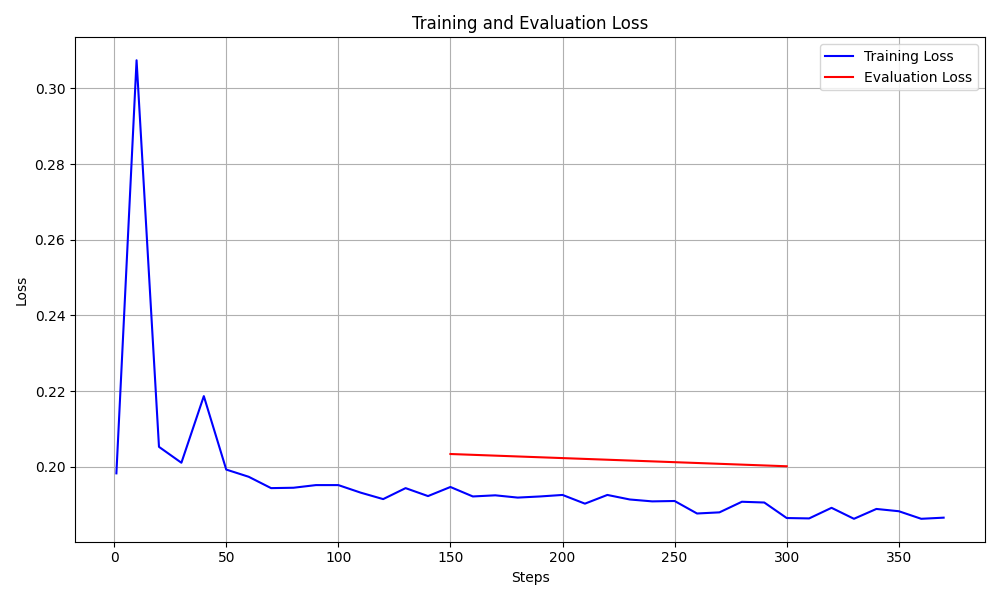 Training and Evaluation Loss
Training Loss
Evaluation Loss
Loss
0.30
0.28
0.26
0.24
0.22
0.20
0 50 100 150 200 250 300 350
Steps